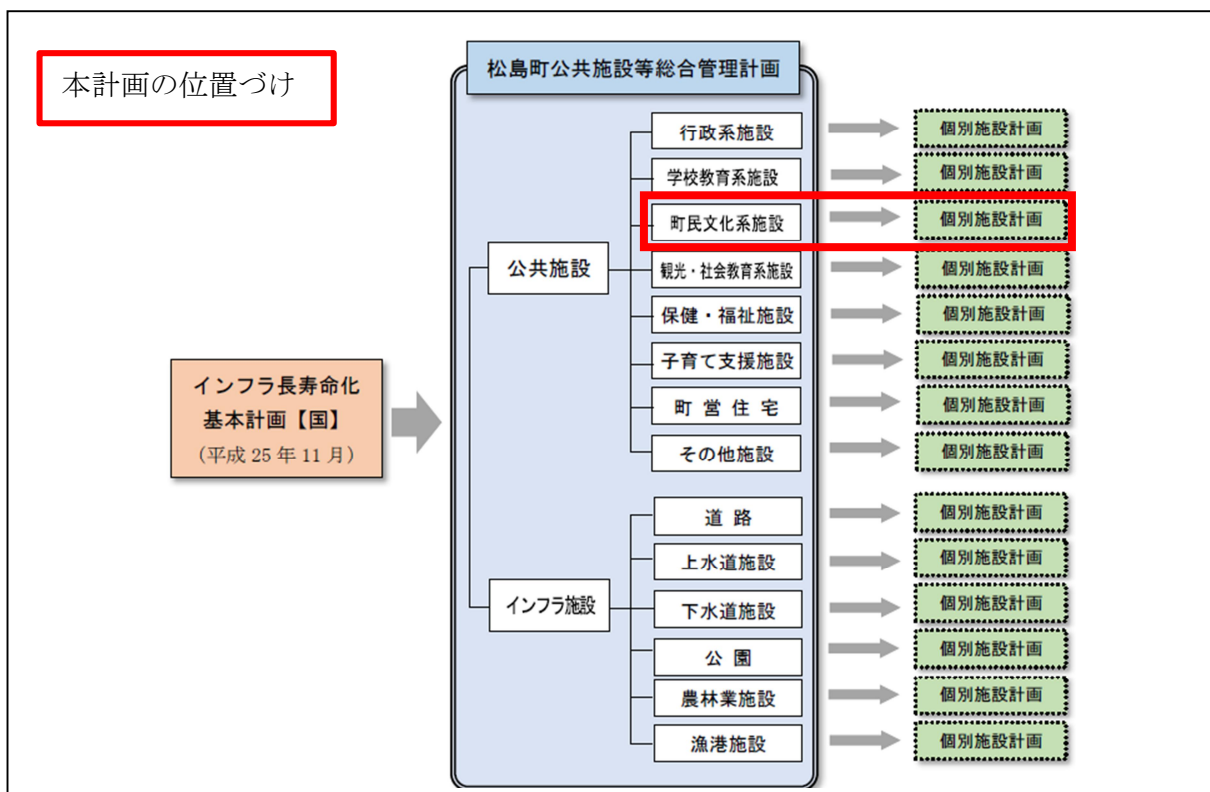 本計画の位置づけ
松島町公共施設等総合管理計画
インフラ長寿命化
基本計画【国】
（平成 25 年 11 月）
公共施設
行政系施設
個別施設計画
学校教育系施設
個別施設計画
町民文化系施設
個別施設計画
観光・社会教育系施設
個別施設計画
保健・福祉施設
個別施設計画
子育て支援施設
個別施設計画
町営住宅
個別施設計画
その他施設
個別施設計画
インフラ施設
道路
個別施設計画
上水道施設
個別施設計画
下水道施設
個別施設計画
公園
個別施設計画
農林業施設
個別施設計画
漁港施設
個別施設計画